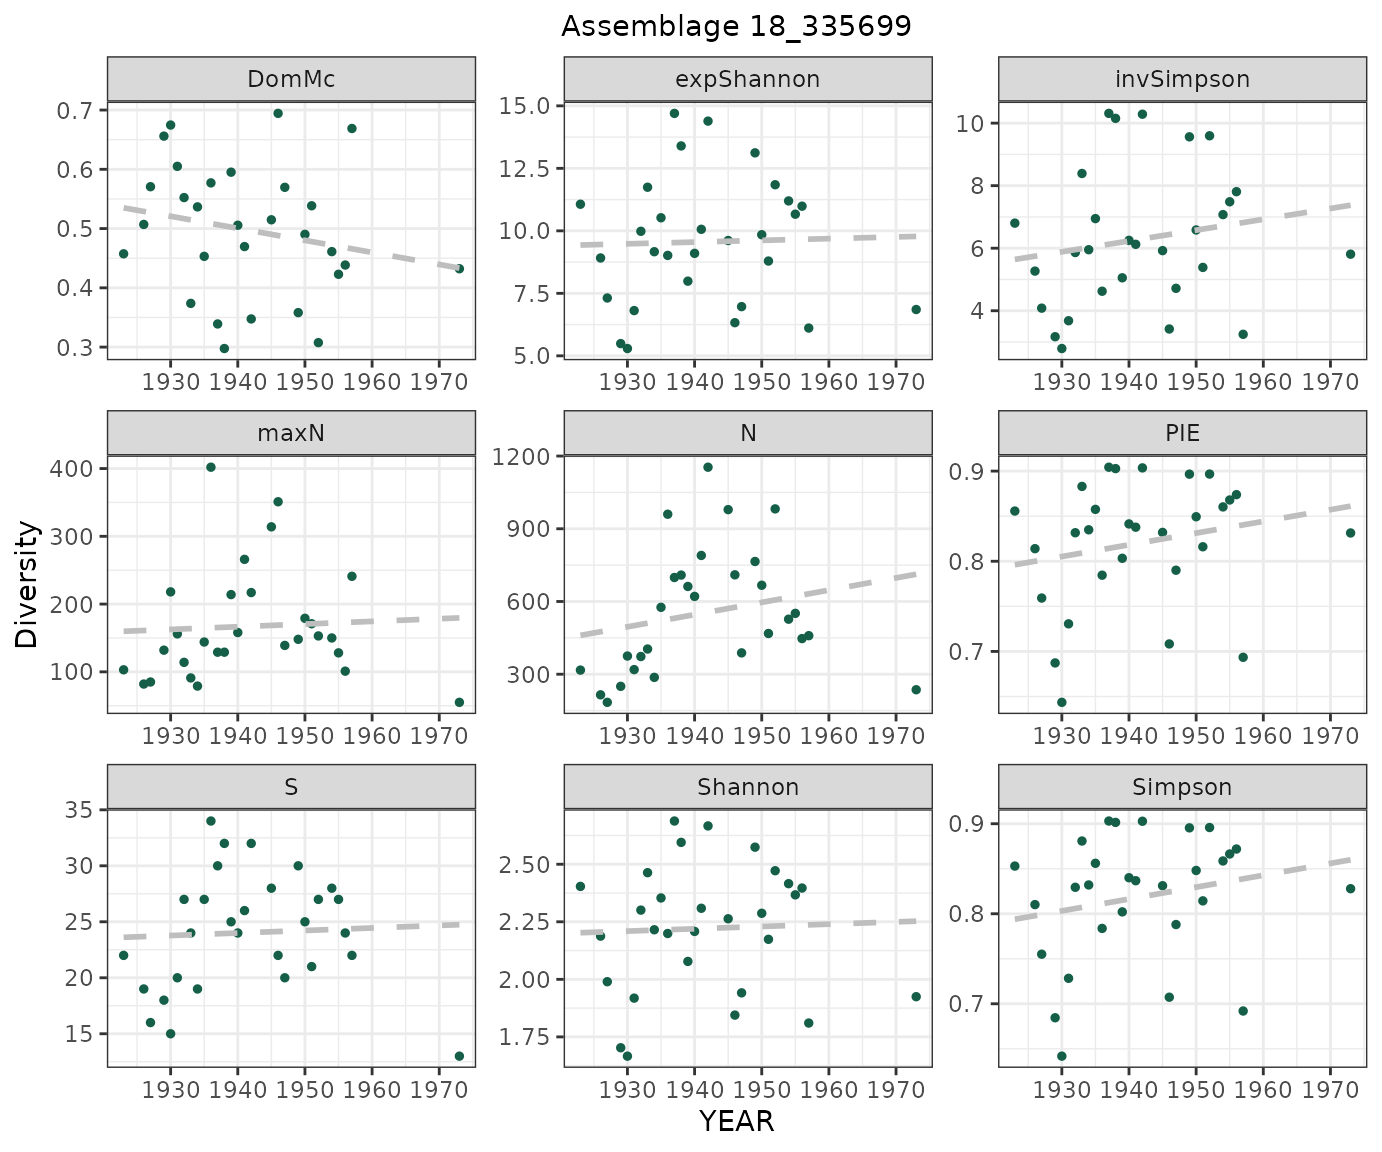 Assemblage 18_335699
DomMc
expShannon
invSimpson
0.7
0.6
0.5
0.4
0.3
15.0
12.5
10.0
7.5
5.0
10
8
6
4
1930 1940 1950 1960 1970
1930 1940 1950 1960 1970
1930 1940 1950 1960 1970
maxN
N
PIE
400
300
200
100
1200
900
600
300
0.9
0.8
0.7
1930 1940 1950 1960 1970
1930 1940 1950 1960 1970
1930 1940 1950 1960 1970
Diversity
S
Shannon
Simpson
35
30
25
20
15
2.50
2.25
2.00
1.75
0.9
0.8
0.7
1930 1940 1950 1960 1970
1930 1940 1950 1960 1970
1930 1940 1950 1960 1970
YEAR